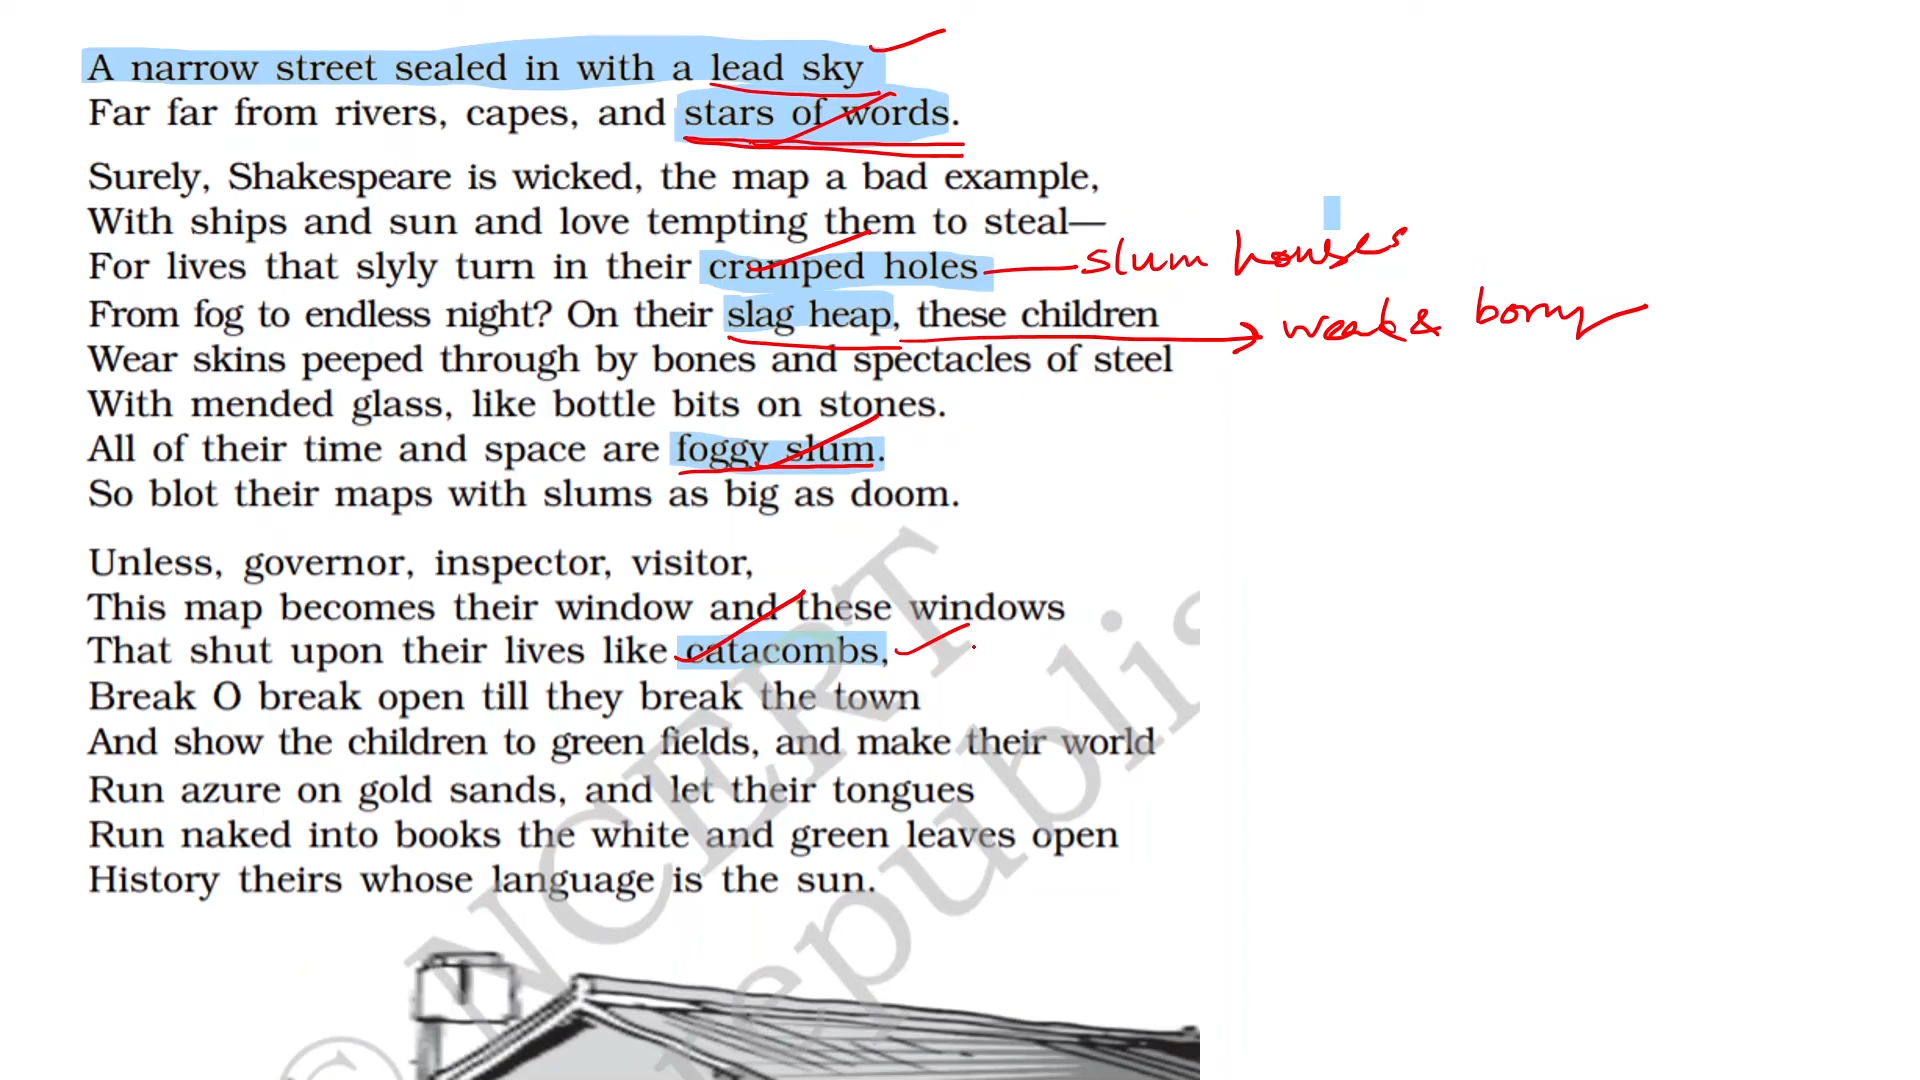 A narrow street sealed in with a lead sky
Far far from rivers, capes, and stars of words.
Surely, Shakespeare is wicked, the map a bad example,
With ships and sun and love tempting them to steal—
For lives that slyly turn in their cramped holes slum houses
From fog to endless night? On their slag heap, these children weak & bony
Wear skins peeped through by bones and spectacles of steel
With mended glass, like bottle bits on stones.
All of their time and space are foggy slum.
So blot their maps with slums as big as doom.
Unless, governor, inspector, visitor,
This map becomes their window and these windows
That shut upon their lives like catacombs,
Break O break open till they break the town
And show the children to green fields, and make their world
Run azure on gold sands, and let their tongues
Run naked into books the white and green leaves open
History theirs whose language is the sun.
© NCERT
republis